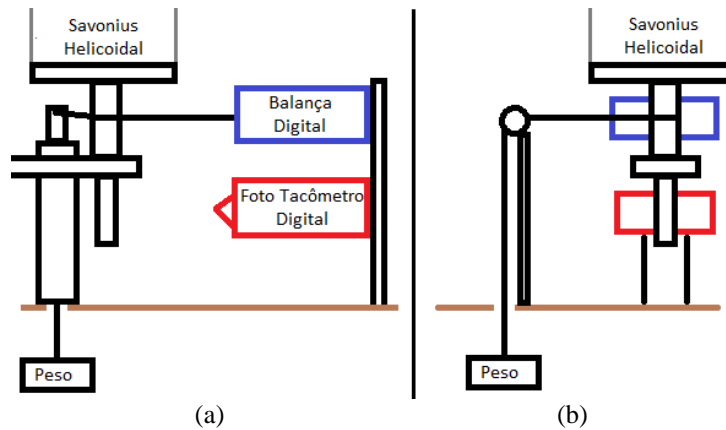 Savonius
Helicoidal
Balança
Digital
Foto Tacômetro
Digital
Peso
(a)
Savonius
Helicoidal
Peso
(b)